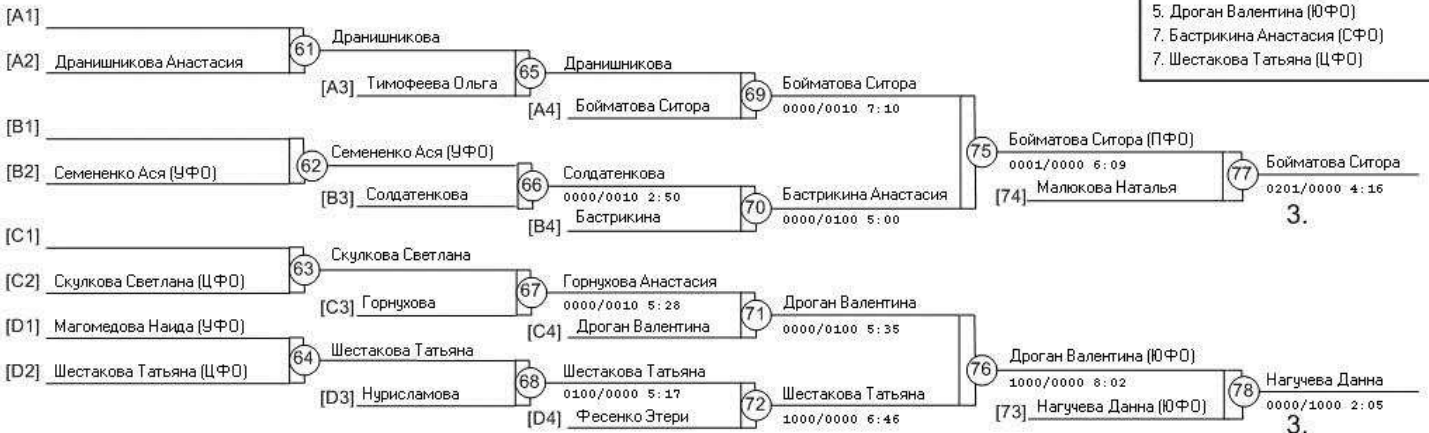 5. Дроган Валентина (ЮФО)
7. Бастрикина Анастасия (СФО)
7. Шестакова Татьяна (ЦФО)
[A1]
[A2] Дранишникова Анастасия
61
Дранишникова
[A3] Тимофеева Ольга
65
Дранишникова
[A4] Бойматова Ситора
69
Бойматова Ситора
0000/0010 7:10
[B1]
[B2] Семененко Ася (УФО)
62
Семененко Ася (УФО)
[B3] Солдатенкова
66
Солдатенкова
0000/0010 2:50
[B4] Бастрикина
70
Бастрикина Анастасия
0000/0100 5:00
75
Бойматова Ситора (ПФО)
0001/0000 6:09
[74] Малюкова Наталья
77
Бойматова Ситора
0201/0000 4:16
3.
[C1]
[C2] Скулкова Светлана (ЦФО)
63
Скулкова Светлана
[C3] Горнухова
67
Горнухова Анастасия
0000/0010 5:28
[C4] Дроган Валентина
71
Дроган Валентина
0000/0100 5:35
[D1] Магомедова Наида (УФО)
[D2] Шестакова Татьяна (ЦФО)
64
Шестакова Татьяна
[D3] Нурисламова
68
Шестакова Татьяна
0100/0000 5:17
[D4] Фесенко Этери
72
Шестакова Татьяна
1000/0000 6:46
76
Дроган Валентина (ЮФО)
1000/0000 8:02
[73] Нагучева Данна (ЮФО)
78
Нагучева Данна
0000/1000 2:05
3.